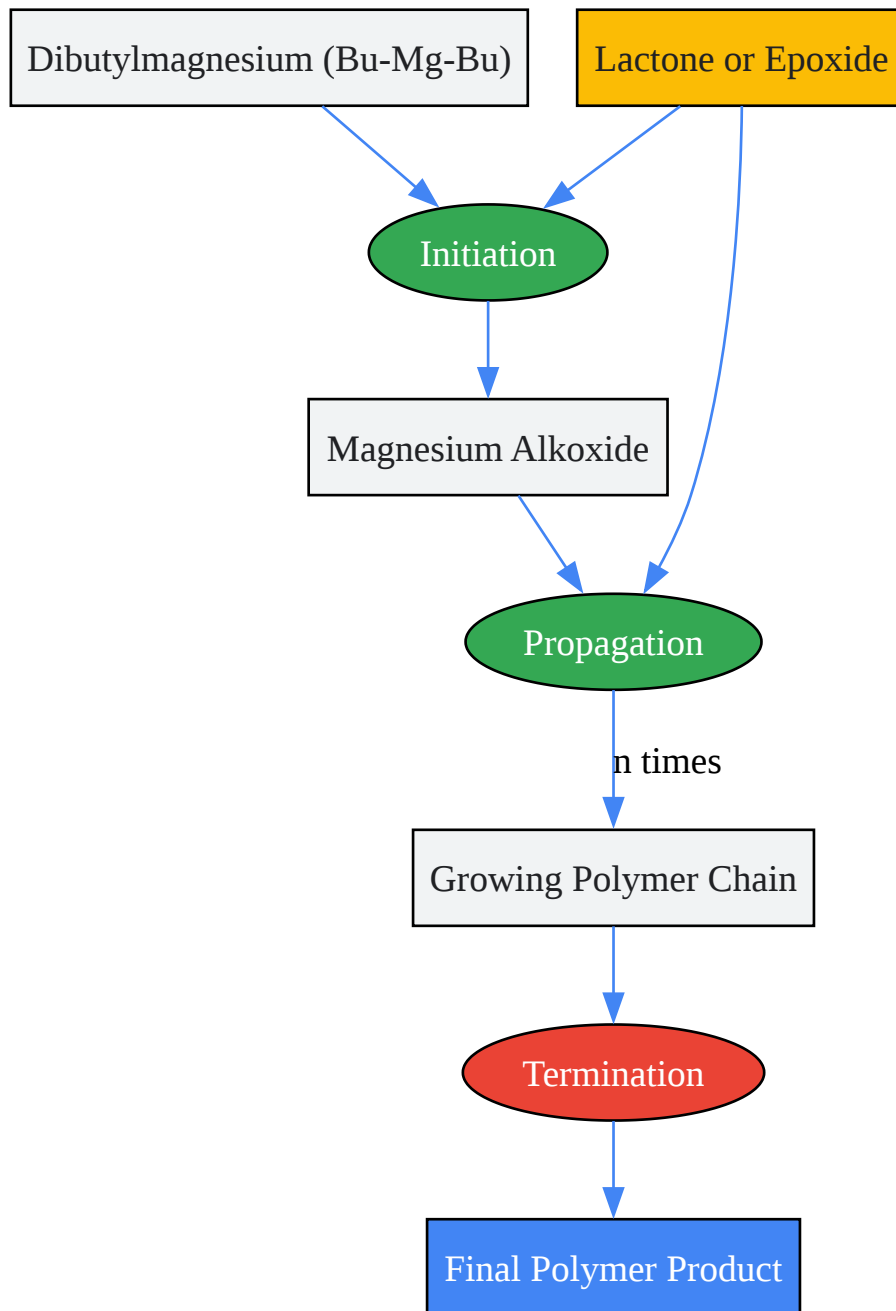 Dibutylmagnesium (Bu-Mg-Bu)
Lactone or Epoxide
Initiation
Magnesium Alkoxide
Propagation
n times
Growing Polymer Chain
Termination
Final Polymer Product